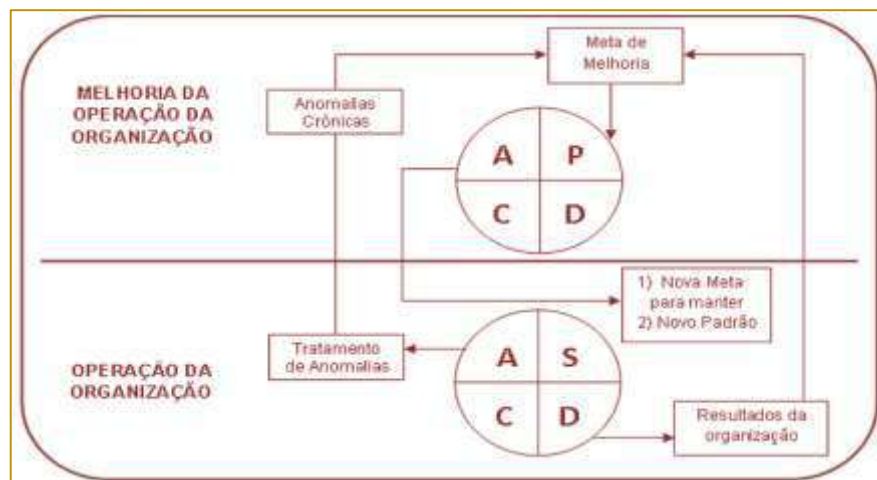 Meta de
Melhoria
MELHORIA DA
OPERAÇÃO DA
ORGANIZAÇÃO
Anomalias
Crônicas
A P
C D
1) Nova Meta
para manter
2) Novo Padrão
Tratamento
de Anomalias
A S
C D
OPERAÇÃO DA
ORGANIZAÇÃO
Resultados da
organização